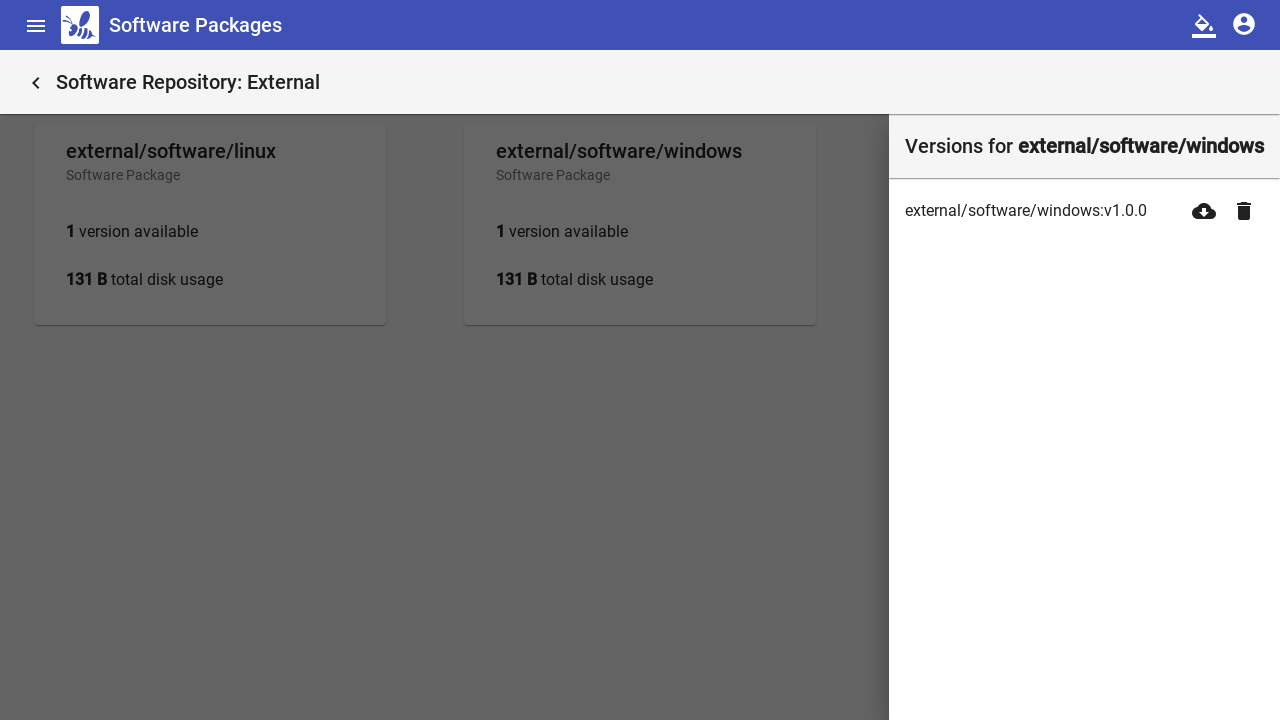 Software Packages
Software Repository: External
external/software/linux
Software Package
1 version available
131 B total disk usage
external/software/windows
Software Package
1 version available
131 B total disk usage
Versions for external/software/windows
external/software/windows:v1.0.0